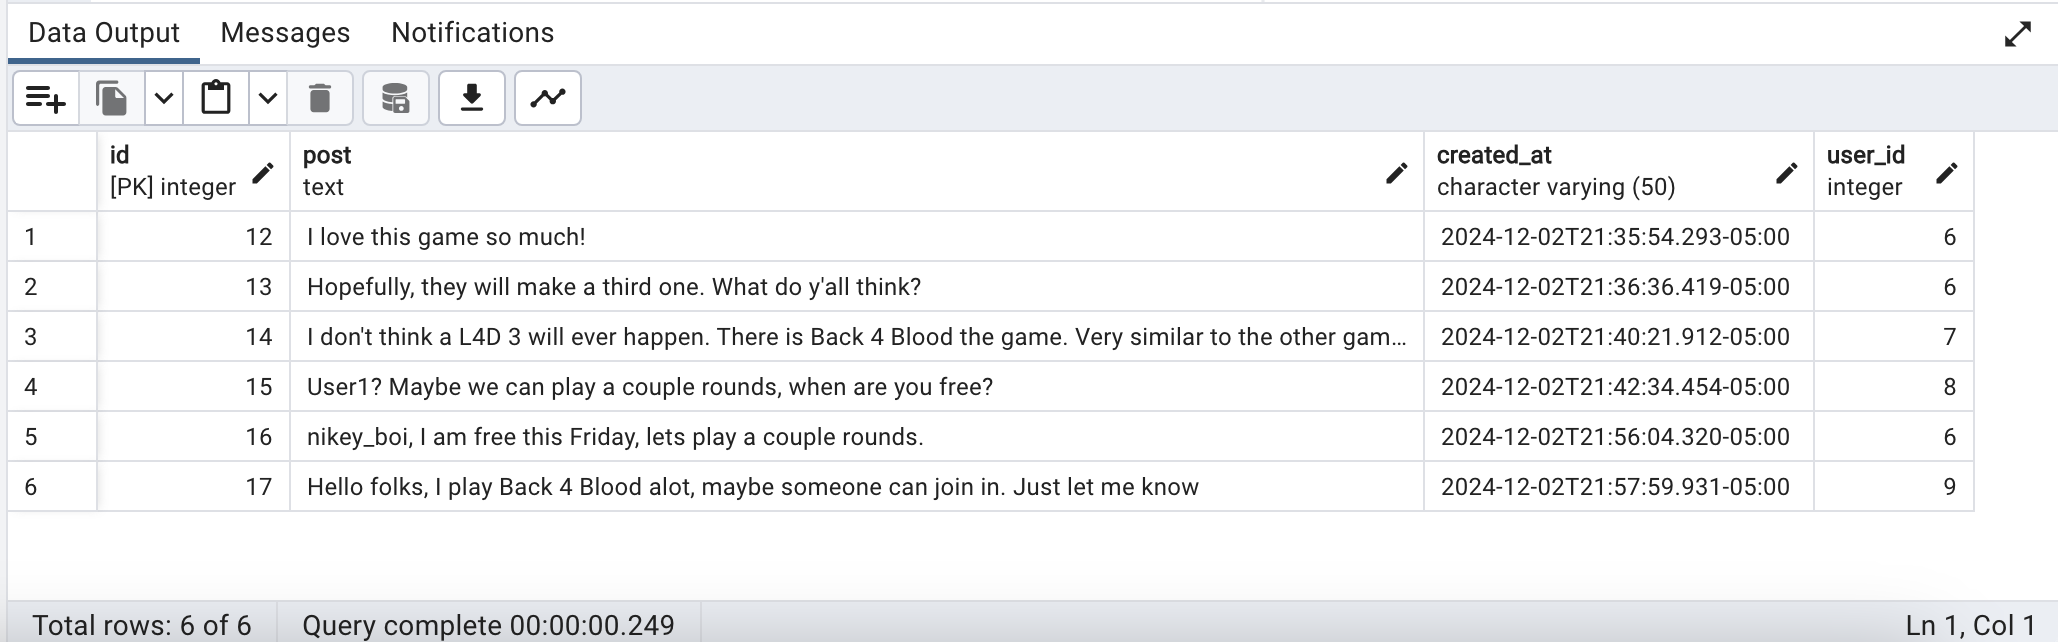 Data Output Messages Notifications
id post created_at user_id
[PK] integer text character varying (50) integer
1 12 I love this game so much! 2024-12-02T21:35:54.293-05:00 6
2 13 Hopefully, they will make a third one. What do y'all think? 2024-12-02T21:36:36.419-05:00 6
3 14 I don't think a L4D 3 will ever happen. There is Back 4 Blood the game. Very similar to the other gam... 2024-12-02T21:40:21.912-05:00 7
4 15 User1? Maybe we can play a couple rounds, when are you free? 2024-12-02T21:42:34.454-05:00 8
5 16 nikey_boi, I am free this Friday, lets play a couple rounds. 2024-12-02T21:56:04.320-05:00 6
6 17 Hello folks, I play Back 4 Blood alot, maybe someone can join in. Just let me know 2024-12-02T21:57:59.931-05:00 9
Total rows: 6 of 6 Query complete 00:00:00.249 Ln 1, Col 1